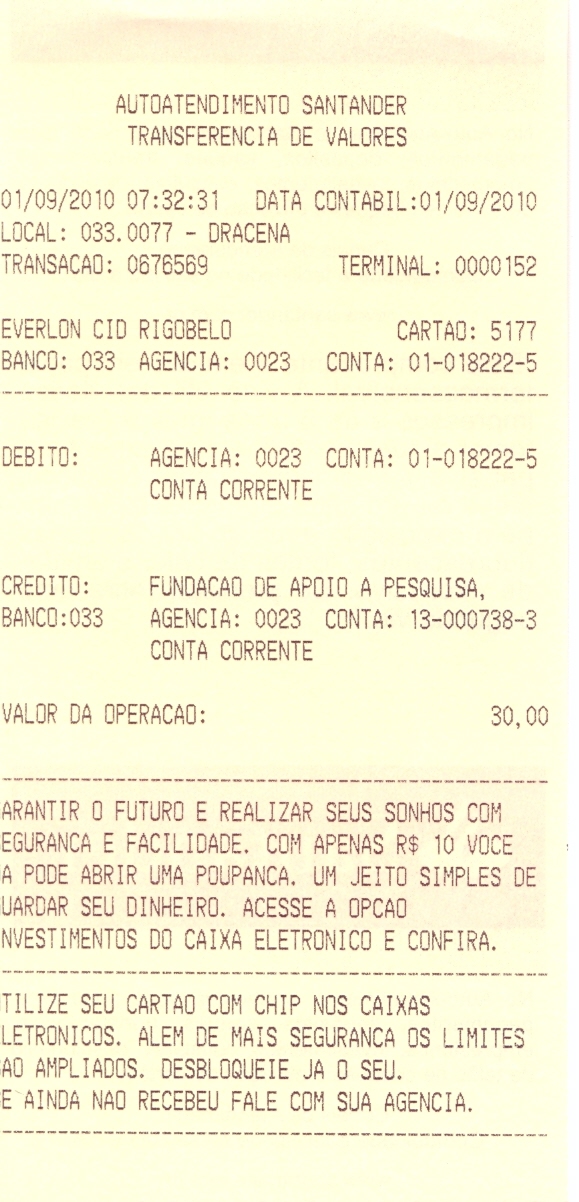 AUTOATENDIMENTO SANTANDER
TRANSFERENCIA DE VALORES
01/09/2010 07:32:31 DATA CONTABIL:01/09/2010
LOCAL: 033.0077 - DRACENA
TRANSACAO: 0676569 TERMINAL: 0000152
EVERLON CID RIGOBELO CARTAO: 5177
BANCO: 033 AGENCIA: 0023 CONTA: 01-018222-5
DEBITO: AGENCIA: 0023 CONTA: 01-018222-5
CONTA CORRENTE
CREDITO: FUNDACAO DE APOIO A PESQUISA,
BANCO:033 AGENCIA: 0023 CONTA: 13-000738-3
CONTA CORRENTE
VALOR DA OPERACAO: 30,00
ARANTIR O FUTURO E REALIZAR SEUS SONHOS COM
EGURANCA E FACILIDADE. COM APENAS R$ 10 VOCE
A PODE ABRIR UMA POUPANCA. UM JEITO SIMPLES DE
UARDAR SEU DINHEIRO. ACESSE A OPCAO
NVESTIMENTOS DO CAIXA ELETRONICO E CONFIRA.
TILIZE SEU CARTAO COM CHIP NOS CAIXAS
LETRONICOS. ALEM DE MAIS SEGURANCA OS LIMITES
AO AMPLIADOS. DESBLOQUEIE JA O SEU.
E AINDA NAO RECEBEU FALE COM SUA AGENCIA.